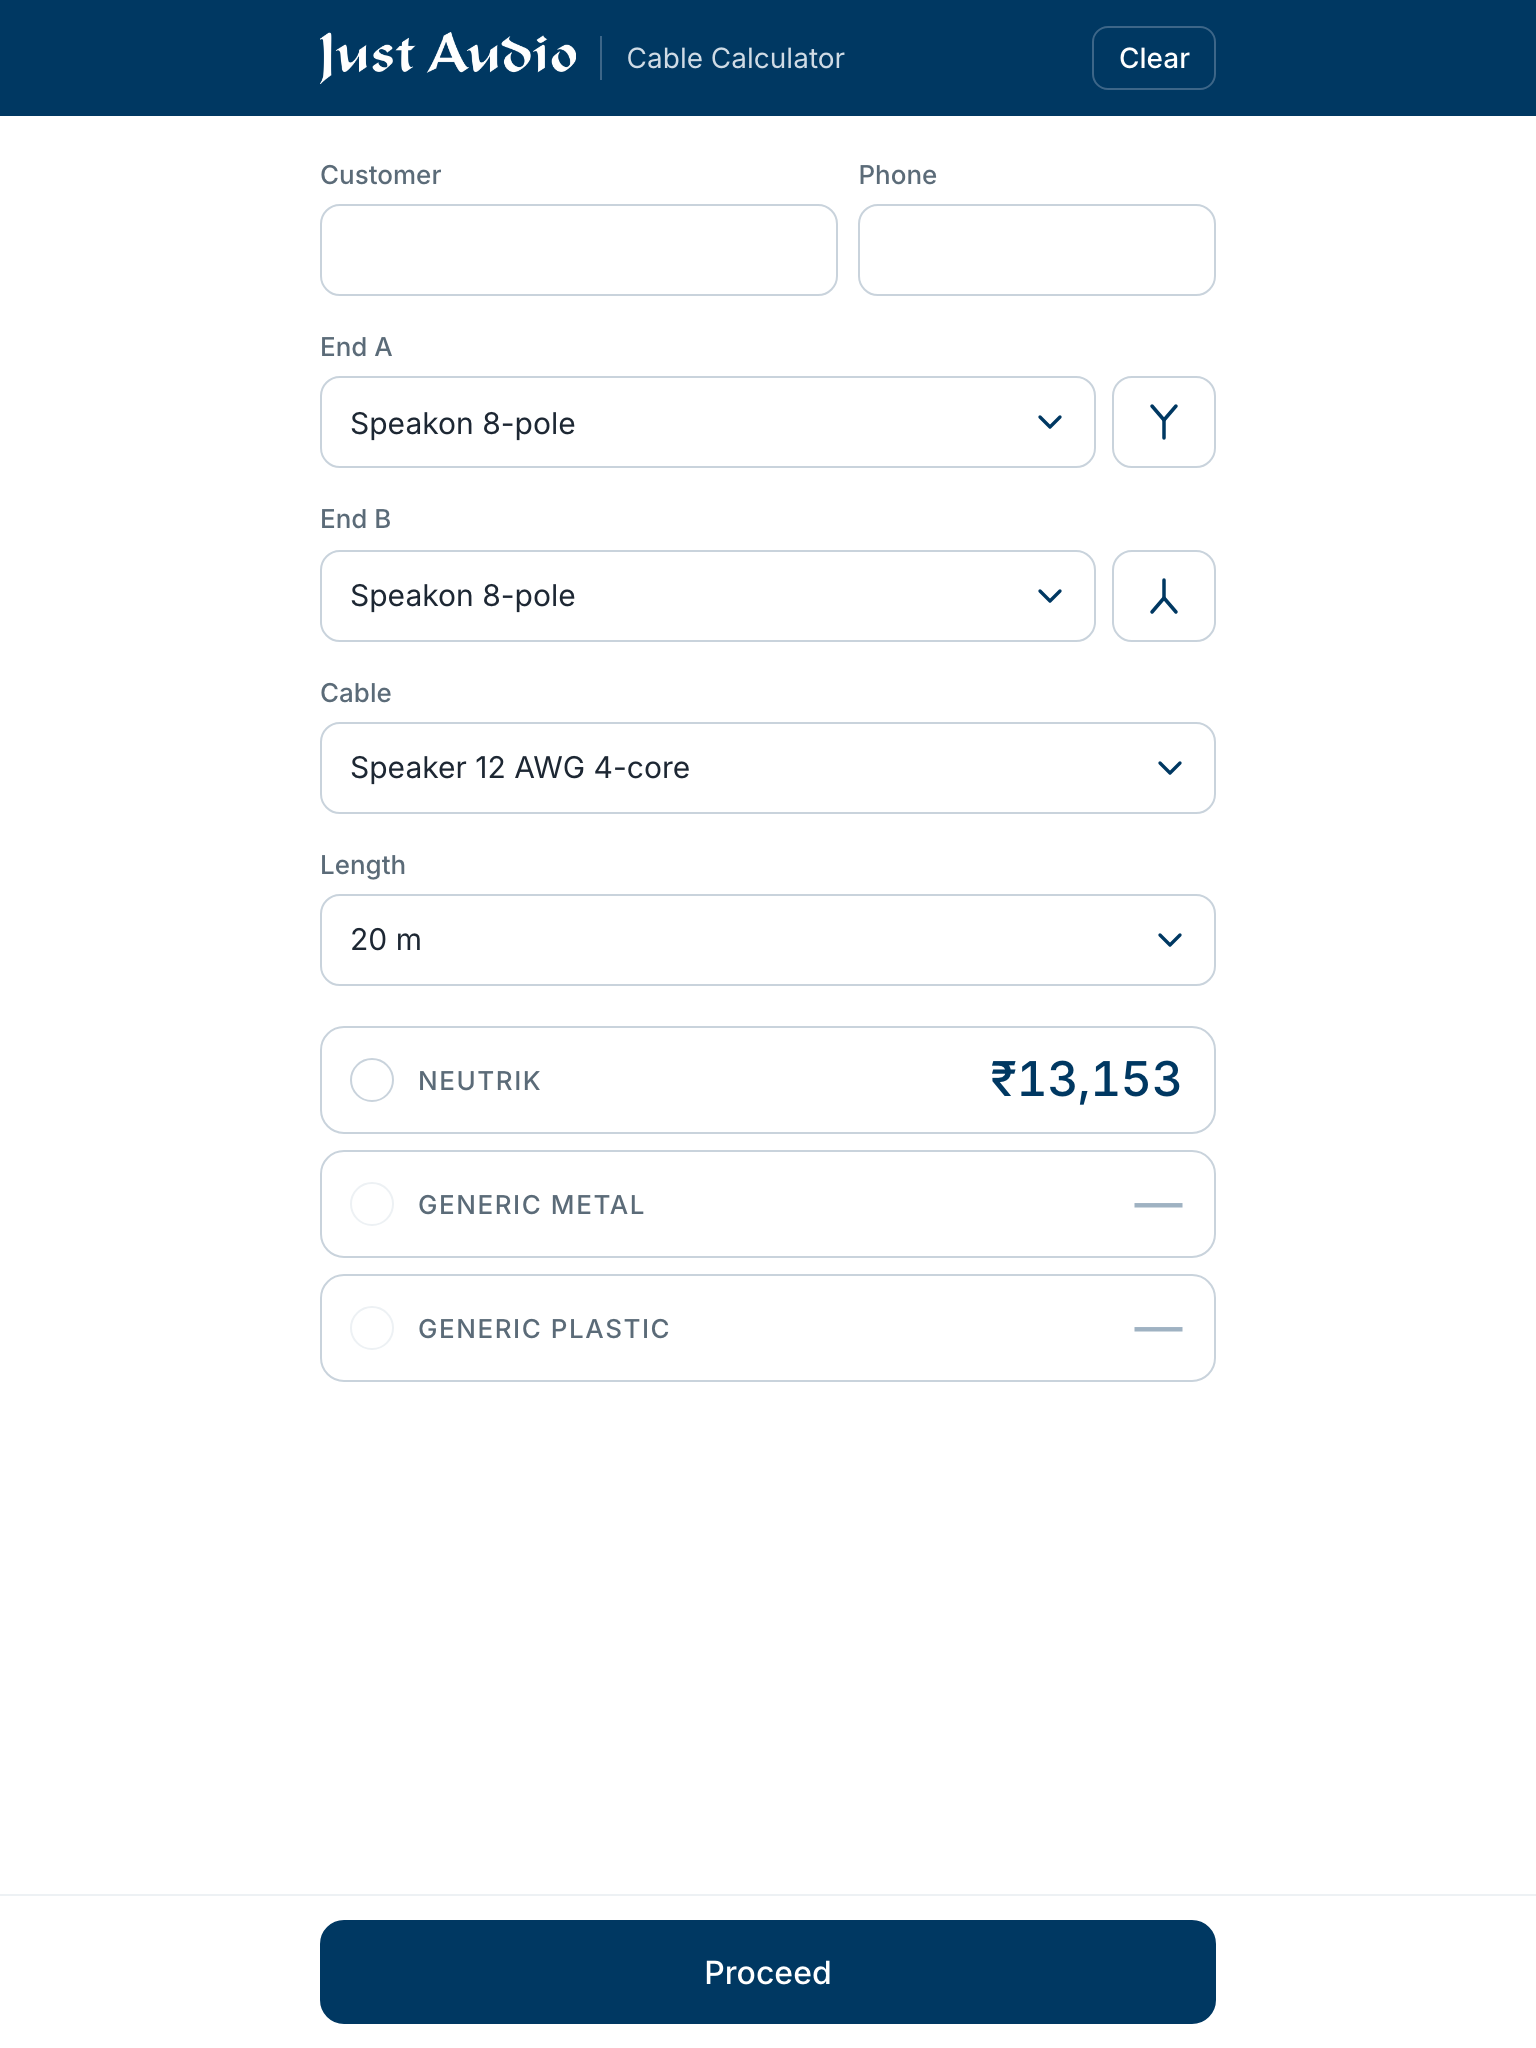 Just Audio
Cable Calculator
Clear
Customer
Phone
End A
Speakon 8-pole
End B
Speakon 8-pole
Cable
Speaker 12 AWG 4-core
Length
20 m
NEUTRIK
₹13,153
GENERIC METAL
—
GENERIC PLASTIC
—
Proceed